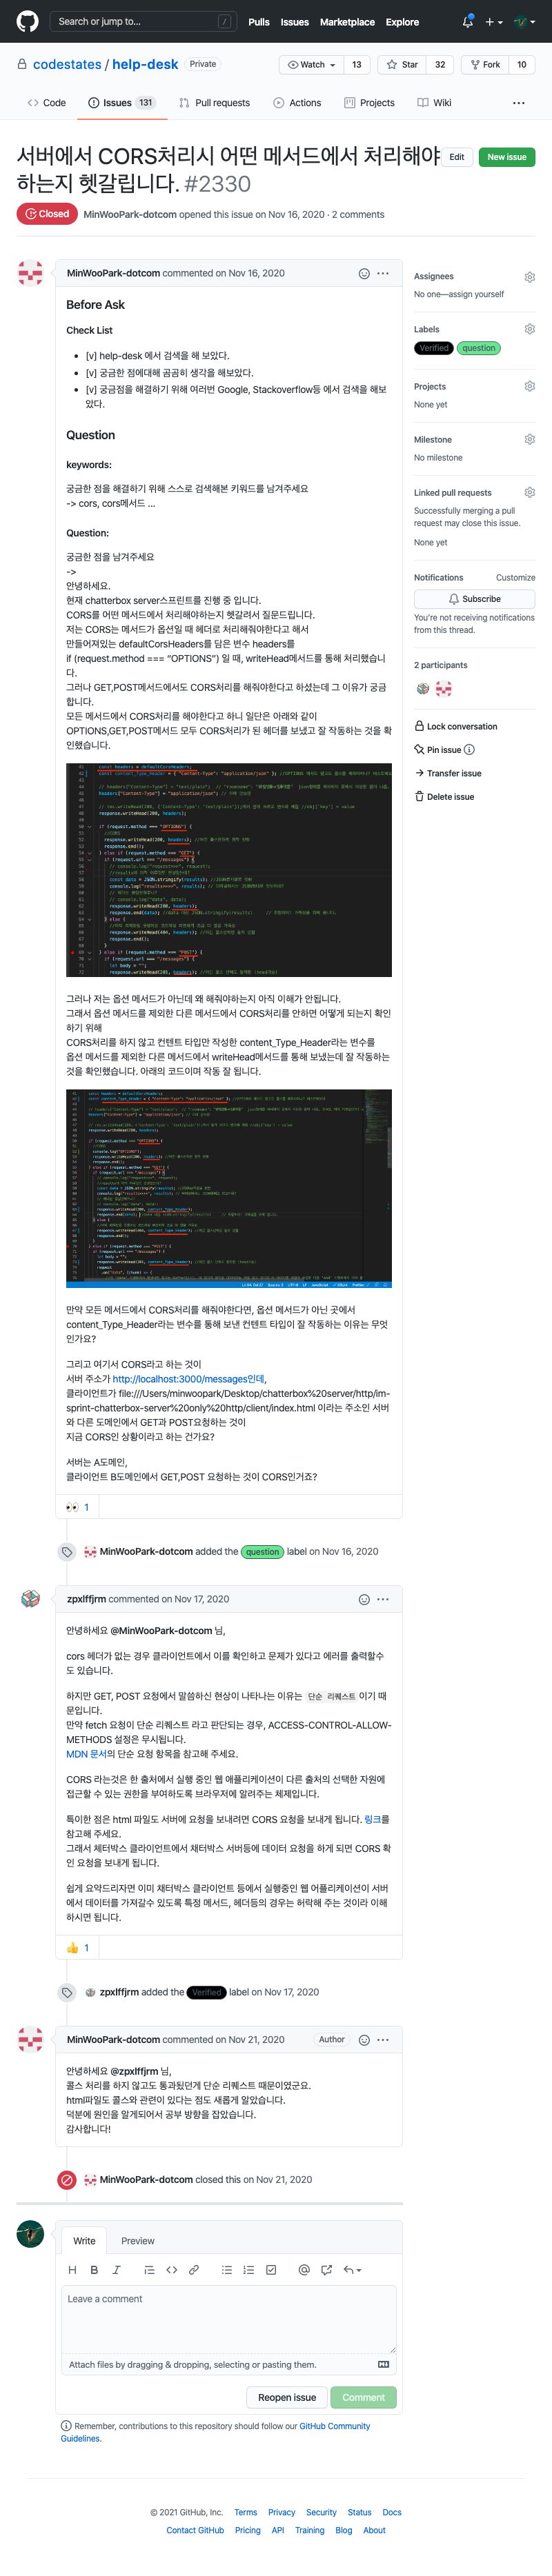 Search or jump to...
/
Pulls Issues Marketplace Explore
codestates / help-desk Private
Watch 13 Star 32 Fork 10
Code Issues 131 Pull requests Actions Projects Wiki
서버에서 CORS처리시 어떤 메서드에서 처리해야
하는지 헷갈립니다. #2330
Edit New issue
Closed MinWooPark-dotcom opened this issue on Nov 16, 2020 · 2 comments
MinWooPark-dotcom commented on Nov 16, 2020
Before Ask
Check List
[v] help-desk 에서 검색을 해 보았다.
[v] 궁금한 점에대해 곰곰히 생각을 해보았다.
[v] 궁금점을 해결하기 위해 여러번 Google, Stackoverflow등 에서 검색을 해보
았다.
Question
keywords:
궁금한 점을 해결하기 위해 스스로 검색해본 키워드를 남겨주세요
-> cors, cors메서드 ...
Question:
궁금한 점을 남겨주세요
->
안녕하세요.
현재 chatterbox server스프린트를 진행 중 입니다.
CORS를 어떤 메서드에서 처리해야하는지 헷갈려서 질문드립니다.
저는 CORS는 메서드가 옵션일 때 헤더로 처리해줘야한다고 해서
만들어져있는 defaultCorsHeaders를 담은 변수 headers를
if (request.method === “OPTIONS”) 일 때, writeHead메서드를 통해 처리했습니
다.
그러나 GET,POST메서드에서도 CORS처리를 해줘야한다고 하셨는데 그 이유가 궁금
합니다.
모든 메서드에서 CORS처리를 해야한다고 하니 일단은 아래와 같이
OPTIONS,GET,POST메서드 모두 CORS처리가 된 헤더를 보냈고 잘 작동하는 것을 확
인했습니다.
그러나 저는 옵션 메서드가 아닌데 왜 해줘야하는지 아직 이해가 안됩니다.
그래서 옵션 메서드를 제외한 다른 메서드에서 CORS처리를 안하면 어떻게 되는지 확인
하기 위해
CORS처리를 하지 않고 컨텐트 타입만 작성한 content_Type_Header라는 변수를
옵션 메서드를 제외한 다른 메서드에서 writeHead메서드를 통해 보냈는데 잘 작동하는
것을 확인했습니다. 아래의 코드이며 작동 잘 됩니다.
만약 모든 메서드에서 CORS처리를 해줘야한다면, 옵션 메서드가 아닌 곳에서
content_Type_Header라는 변수를 통해 보낸 컨텐트 타입이 잘 작동하는 이유는 무엇
인가요?
그리고 여기서 CORS라고 하는 것이
서버 주소가 http://localhost:3000/messages인데,
클라이언트가 file:///Users/minwoopark/Desktop/chatterbox%20server/http/im-
sprint-chatterbox-server%20only%20http/client/index.html 이라는 주소인 서버
와 다른 도메인에서 GET과 POST요청하는 것이
지금 CORS인 상황이라고 하는 건가요?
서버는 A도메인,
클라이언트 B도메인에서 GET,POST 요청하는 것이 CORS인거죠?
1
MinWooPark-dotcom added the question label on Nov 16, 2020
zpxlffjrm commented on Nov 17, 2020
안녕하세요 @MinWooPark-dotcom 님,
cors 헤더가 없는 경우 클라이언트에서 이를 확인하고 문제가 있다고 에러를 출력할수
도 있습니다.
하지만 GET, POST 요청에서 말씀하신 현상이 나타나는 이유는 단순 리퀘스트 이기 때
문입니다.
만약 fetch 요청이 단순 리퀘스트 라고 판단되는 경우, ACCESS-CONTROL-ALLOW-
METHODS 설정은 무시됩니다.
MDN 문서의 단순 요청 항목을 참고해 주세요.
CORS 라는것은 한 출처에서 실행 중인 웹 애플리케이션이 다른 출처의 선택한 자원에
접근할 수 있는 권한을 부여하도록 브라우저에 알려주는 체제입니다.
특이한 점은 html 파일도 서버에 요청을 보내려면 CORS 요청을 보내게 됩니다. 링크를
참고해 주세요.
그래서 체터박스 클라이언트에서 채터박스 서버등에 데이터 요청을 하게 되면 CORS 확
인 요청을 보내게 됩니다.
쉽게 요약드리자면 이미 채터박스 클라이언트 등에서 실행중인 웹 어플리케이션이 서버
에서 데이터를 가져갈수 있도록 특정 메서드, 헤더등의 경우는 허락해 주는 것이라 이해
하시면 됩니다.
1
zpxlffjrm added the Verified label on Nov 17, 2020
MinWooPark-dotcom commented on Nov 21, 2020 Author
안녕하세요 @zpxlffjrm 님,
콜스 처리를 하지 않고도 통과됬던게 단순 리퀘스트 때문이였군요.
html파일도 콜스와 관련이 있다는 점도 새롭게 알았습니다.
덕분에 원인을 알게되어서 공부 방향을 잡았습니다.
감사합니다!
MinWooPark-dotcom closed this on Nov 21, 2020
Write Preview
Leave a comment
Attach files by dragging & dropping, selecting or pasting them.
Reopen issue Comment
Remember, contributions to this repository should follow our GitHub Community
Guidelines.
Assignees
No one—assign yourself
Labels
Verified question
Projects
None yet
Milestone
No milestone
Linked pull requests
Successfully merging a pull
request may close this issue.
None yet
Notifications Customize
Subscribe
You're not receiving notifications
from this thread.
2 participants
Lock conversation
Pin issue
Transfer issue
Delete issue
© 2021 GitHub, Inc. Terms Privacy Security Status Docs
Contact GitHub Pricing API Training Blog About